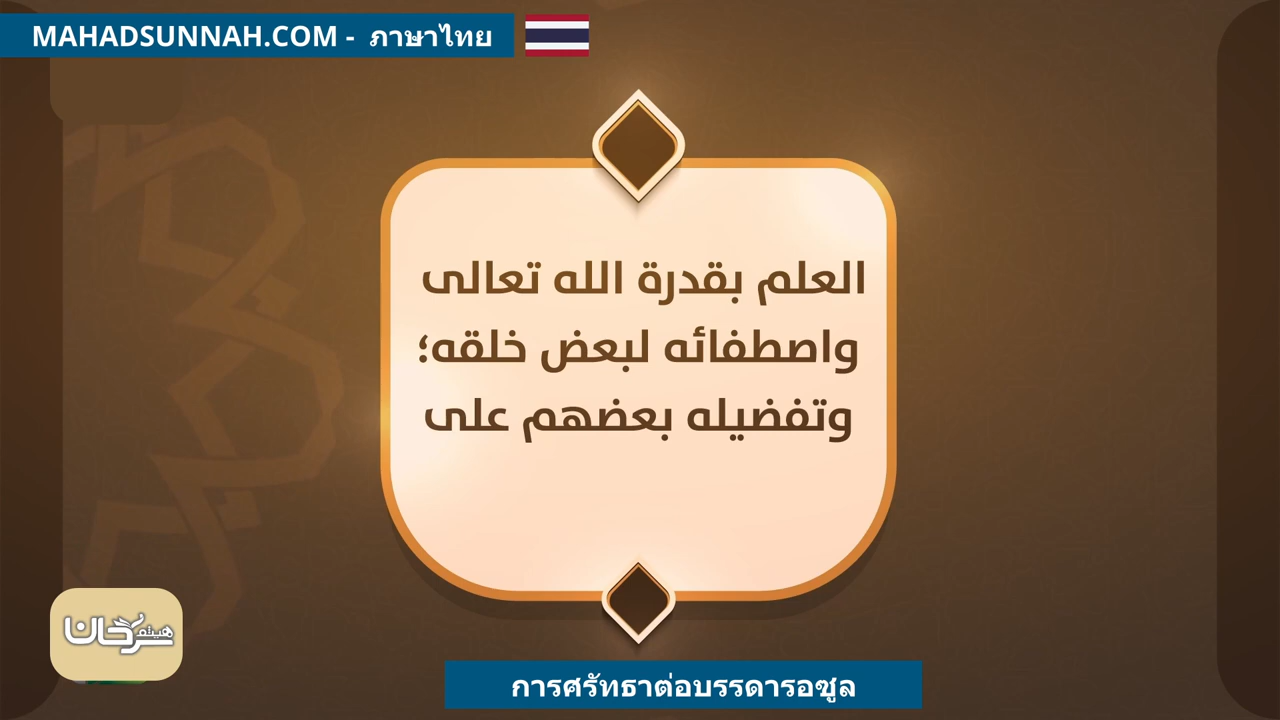 MAHADSUNNAH.COM - ภาษาไทย
العلم بقدرة الله تعالى
واصطفائه لبعض خلقه؛
وتفضيله بعضهم على
هيثم سرحان
การศรัทธาต่อบรรดารอซูล